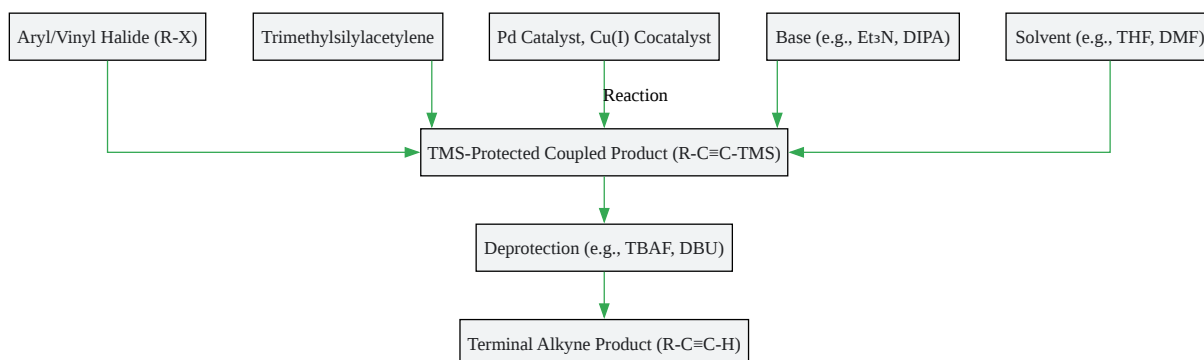 Aryl/Vinyl Halide (R-X)
Trimethylsilylacetylene
Pd Catalyst, Cu(I) Cocatalyst
Base (e.g., Et₃N, DIPA)
Solvent (e.g., THF, DMF)
Reaction
TMS-Protected Coupled Product (R-C≡C-TMS)
Deprotection (e.g., TBAF, DBU)
Terminal Alkyne Product (R-C≡C-H)